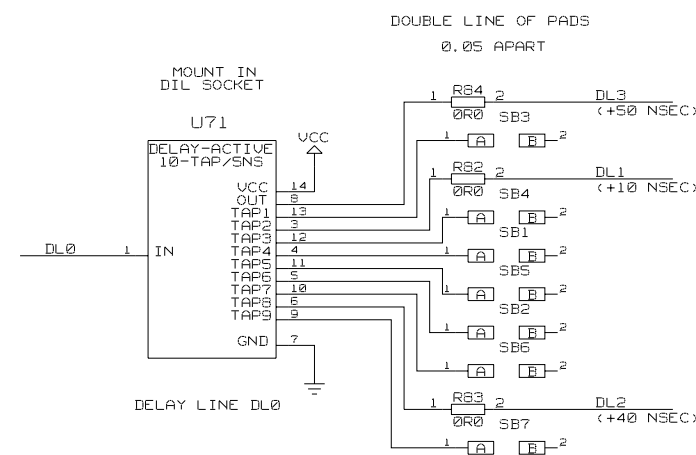 DOUBLE LINE OF PADS
0.05 APART
MOUNT IN
DIL SOCKET
U71
DELAY-ACTIVE
10-TAP/5NS
VCC
VCC 14
OUT 8
TAP1 13
TAP2 3
TAP3 12
TAP4 4
TAP5 11
TAP6 5
TAP7 10
TAP8 6
TAP9 9
GND 7
DL0 1 IN
DELAY LINE DL0
1 R84 2 DL3
0R0 SB3 (+50 NSEC)
1 A B 2
1 R82 2 DL1
0R0 SB4 (+10 NSEC)
1 A B 2
SB1
1 A B 2
SB5
1 A B 2
SB2
1 A B 2
SB6
1 A B 2
1 R83 2 DL2
0R0 SB7 (+40 NSEC)
1 A B 2